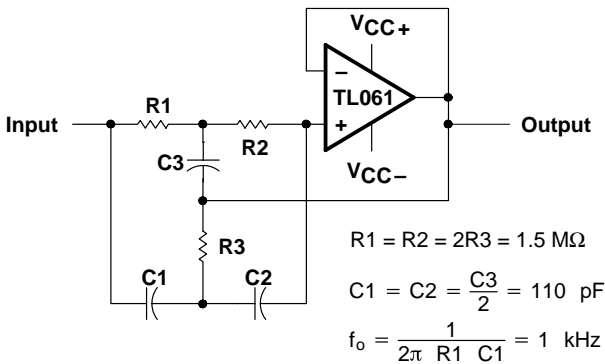 VCC+
−
TL061
+
VCC−
Input
R1
R2
C3
R3
C1
C2
Output
R1 = R2 = 2R3 = 1.5 MΩ
C1 = C2 = C3/2 = 110 pF
fo = 1/(2π R1 C1) = 1 kHz